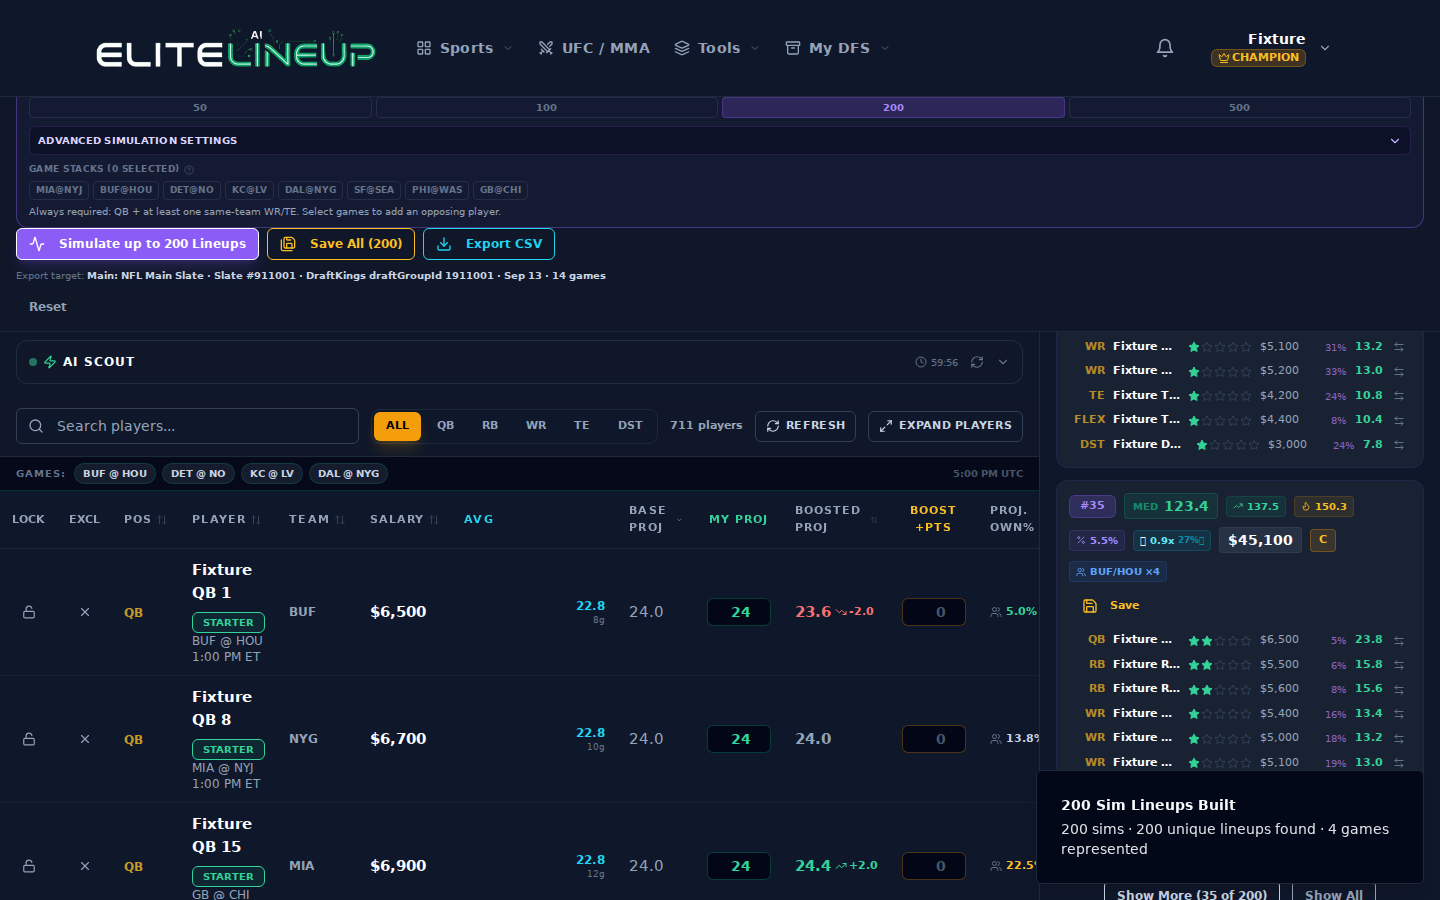 AI
ELITELINEUP
Sports
UFC / MMA
Tools
My DFS
Fixture
CHAMPION
50
100
200
500
ADVANCED SIMULATION SETTINGS
GAME STACKS (0 SELECTED)
MIA@NYJ
BUF@HOU
DET@NO
KC@LV
DAL@NYG
SF@SEA
PHI@WAS
GB@CHI
Always required: QB + at least one same-team WR/TE. Select games to add an opposing player.
Simulate up to 200 Lineups
Save All (200)
Export CSV
Export target: Main: NFL Main Slate · Slate #911001 · DraftKings draftGroupId 1911001 · Sep 13 · 14 games
Reset
AI SCOUT
59:56
Search players...
ALL
QB
RB
WR
TE
DST
711 players
REFRESH
EXPAND PLAYERS
GAMES:
BUF @ HOU
DET @ NO
KC @ LV
DAL @ NYG
5:00 PM UTC
LOCK
EXCL
POS
PLAYER
TEAM
SALARY
AVG
BASE PROJ
MY PROJ
BOOSTED PROJ
BOOST +PTS
PROJ. OWN%
QB
Fixture QB 1
STARTER
BUF @ HOU
1:00 PM ET
BUF
$6,500
22.8
8g
24.0
24
23.6
-2.0
0
5.0%
QB
Fixture QB 8
STARTER
MIA @ NYJ
1:00 PM ET
NYG
$6,700
22.8
10g
24.0
24
24.0
0
13.8%
QB
Fixture QB 15
STARTER
GB @ CHI
MIA
$6,900
22.8
12g
24.0
24
24.4
+2.0
0
22.5
WR Fixture ... $5,100 31% 13.2
WR Fixture ... $5,200 33% 13.0
TE Fixture T... $4,200 24% 10.8
FLEX Fixture T... $4,400 8% 10.4
DST Fixture D... $3,000 24% 7.8
#35
MED 123.4
137.5
150.3
5.5%
0.9x 27%
$45,100
C
BUF/HOU ×4
Save
QB Fixture ... $6,500 5% 23.8
RB Fixture R... $5,500 6% 15.8
RB Fixture R... $5,600 8% 15.6
WR Fixture ... $5,400 16% 13.4
WR Fixture ... $5,000 18% 13.2
WR Fixture ... $5,100 19% 13.0
200 Sim Lineups Built
200 sims · 200 unique lineups found · 4 games
represented
Show More (35 of 200)
Show All